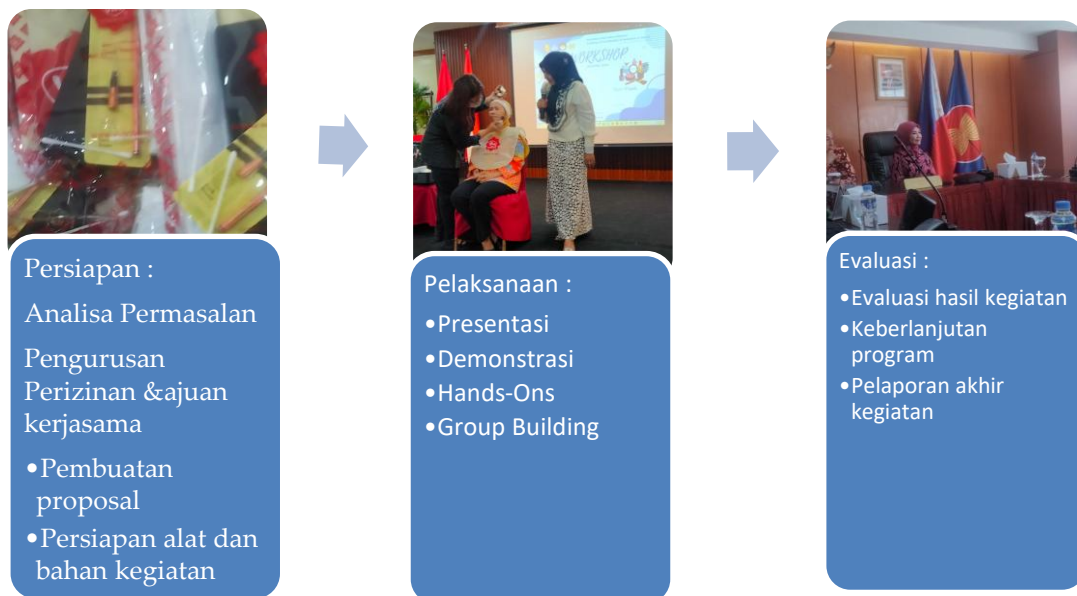 WORKSHOP
Persiapan :
Analisa Permasalan
Pengurusan
Perizinan &ajuan
kerjasama
•Pembuatan
proposal
•Persiapan alat dan
bahan kegiatan
Pelaksanaan :
•Presentasi
•Demonstrasi
•Hands-Ons
•Group Building
Evaluasi :
•Evaluasi hasil kegiatan
•Keberlanjutan
program
•Pelaporan akhir
kegiatan